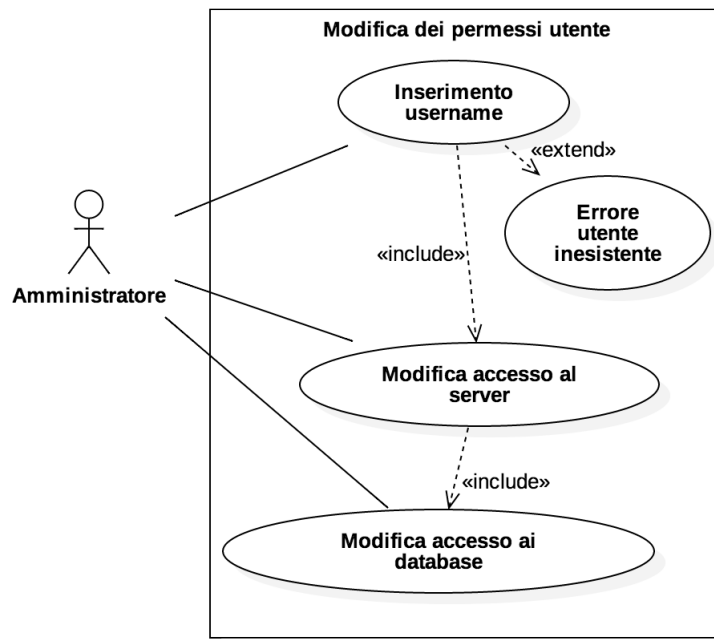 Modifica dei permessi utente
Inserimento
username
«extend»
Errore
utente
inesistente
«include»
Amministratore
Modifica accesso al
server
«include»
Modifica accesso ai
database